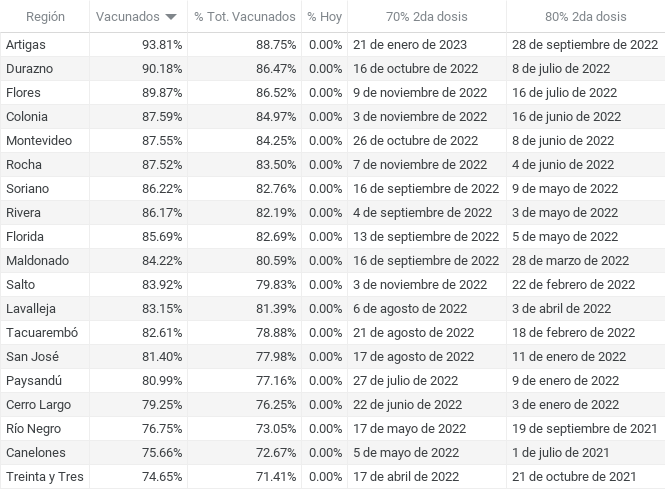 Región Vacunados % Tot. Vacunados % Hoy 70% 2da dosis 80% 2da dosis
Artigas 93.81% 88.75% 0.00% 21 de enero de 2023 28 de septiembre de 2022
Durazno 90.18% 86.47% 0.00% 16 de octubre de 2022 8 de julio de 2022
Flores 89.87% 86.52% 0.00% 9 de noviembre de 2022 16 de julio de 2022
Colonia 87.59% 84.97% 0.00% 3 de noviembre de 2022 16 de junio de 2022
Montevideo 87.55% 84.25% 0.00% 26 de octubre de 2022 8 de junio de 2022
Rocha 87.52% 83.50% 0.00% 7 de noviembre de 2022 4 de junio de 2022
Soriano 86.22% 82.76% 0.00% 16 de septiembre de 2022 9 de mayo de 2022
Rivera 86.17% 82.19% 0.00% 4 de septiembre de 2022 3 de mayo de 2022
Florida 85.69% 82.69% 0.00% 13 de septiembre de 2022 5 de mayo de 2022
Maldonado 84.22% 80.59% 0.00% 16 de septiembre de 2022 28 de marzo de 2022
Salto 83.92% 79.83% 0.00% 3 de noviembre de 2022 22 de febrero de 2022
Lavalleja 83.15% 81.39% 0.00% 6 de agosto de 2022 3 de abril de 2022
Tacuarembó 82.61% 78.88% 0.00% 21 de agosto de 2022 18 de febrero de 2022
San José 81.40% 77.98% 0.00% 17 de agosto de 2022 11 de enero de 2022
Paysandú 80.99% 77.16% 0.00% 27 de julio de 2022 9 de enero de 2022
Cerro Largo 79.25% 76.25% 0.00% 22 de junio de 2022 3 de enero de 2022
Río Negro 76.75% 73.05% 0.00% 17 de mayo de 2022 19 de septiembre de 2021
Canelones 75.66% 72.67% 0.00% 5 de mayo de 2022 1 de julio de 2021
Treinta y Tres 74.65% 71.41% 0.00% 17 de abril de 2022 21 de octubre de 2021